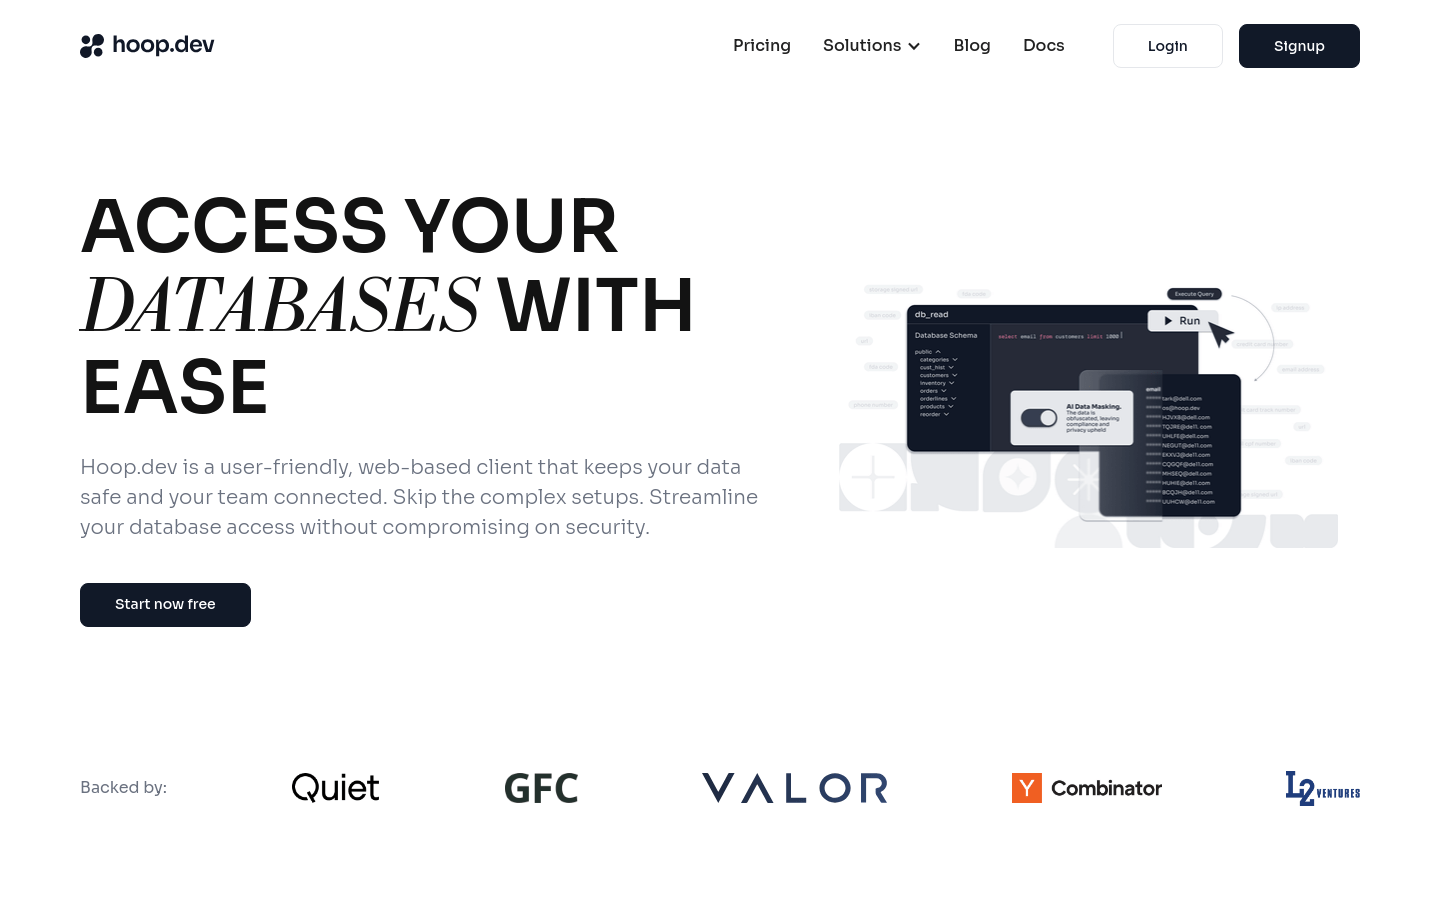 hoop.dev
Pricing Solutions Blog Docs Login Signup
ACCESS YOUR
DATABASES WITH
EASE
Hoop.dev is a user-friendly, web-based client that keeps your data
safe and your team connected. Skip the complex setups. Streamline
your database access without compromising on security.
Start now free
Execute Query
db_read
Run
Database Schema
select email from customers limit 1000
public
categories
cust_hist
customers
inventory
orders
orderlines
products
reorder
AI Data Masking.
The data is
obfuscated, leaving
compliance and
privacy upheld
email
*****tark@dell.com
*****os@hoop.dev
*****HJVXB@dell.com
*****TQJRE@dell.com
*****UHLFE@dell.com
*****NEGUT@dell.com
*****EKXVJ@dell.com
*****CQGQF@dell.com
*****MHSEQ@dell.com
*****HUHIE@dell.com
*****BCQJH@dell.com
*****UUHCW@dell.com
Backed by:
Quiet
GFC
VALOR
Y Combinator
L2 VENTURES